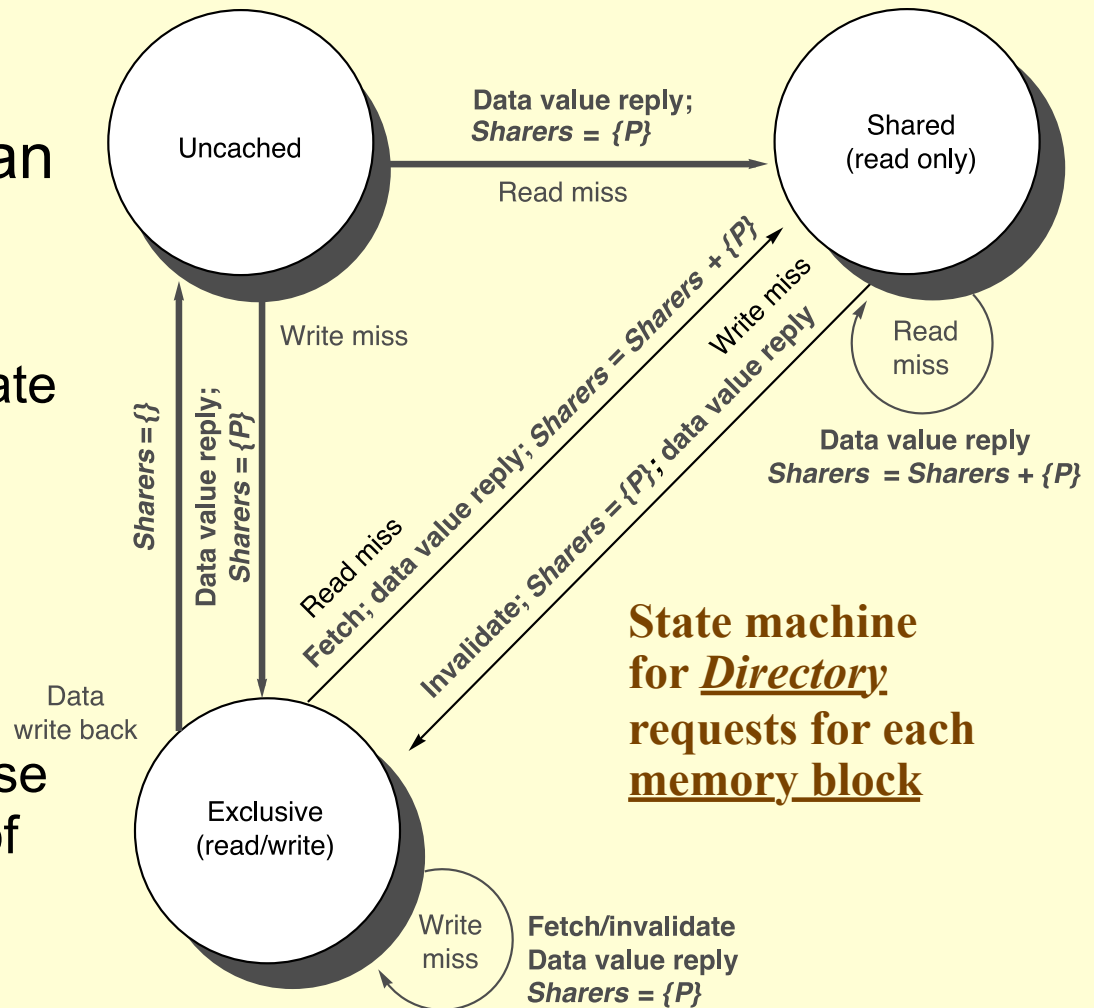 an
ate
se
of
Uncached
Data value reply;
Sharers = {P}
Read miss
Shared
(read only)
Write miss
Sharers = {}
Data value reply;
Sharers = {P}
Read miss
Fetch; data value reply; Sharers = Sharers + {P}
Write miss
Invalidate; Sharers = {P}; data value reply
Read
miss
Data value reply
Sharers = Sharers + {P}
State machine
for Directory
requests for each
memory block
Data
write back
Exclusive
(read/write)
Write
miss
Fetch/invalidate
Data value reply
Sharers = {P}